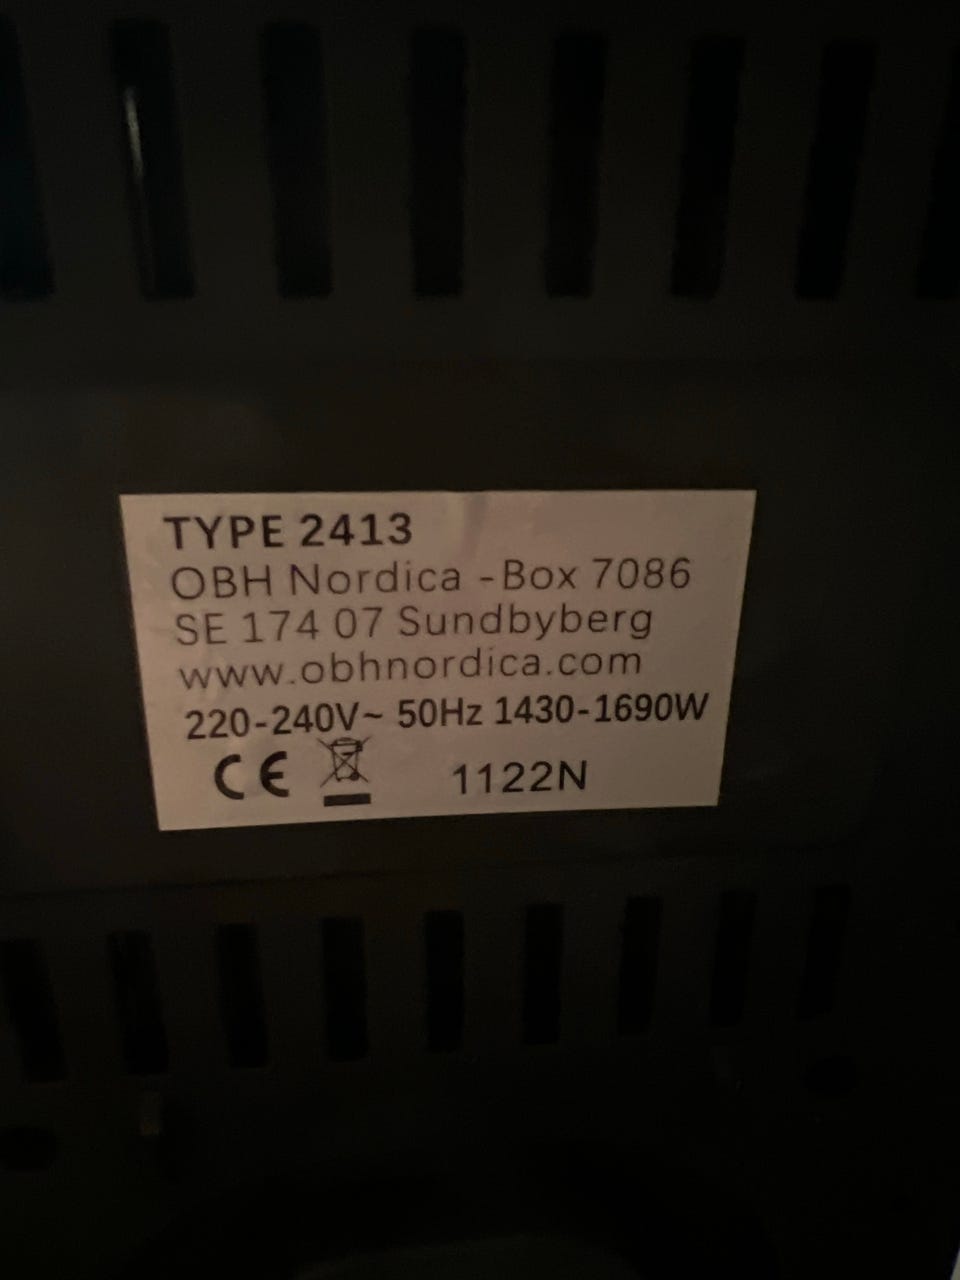 TYPE 2413
OBH Nordica - Box 7086
SE 174 07 Sundbyberg
www.obhnordica.com
220-240V~ 50Hz 1430-1690W
CE 1122N